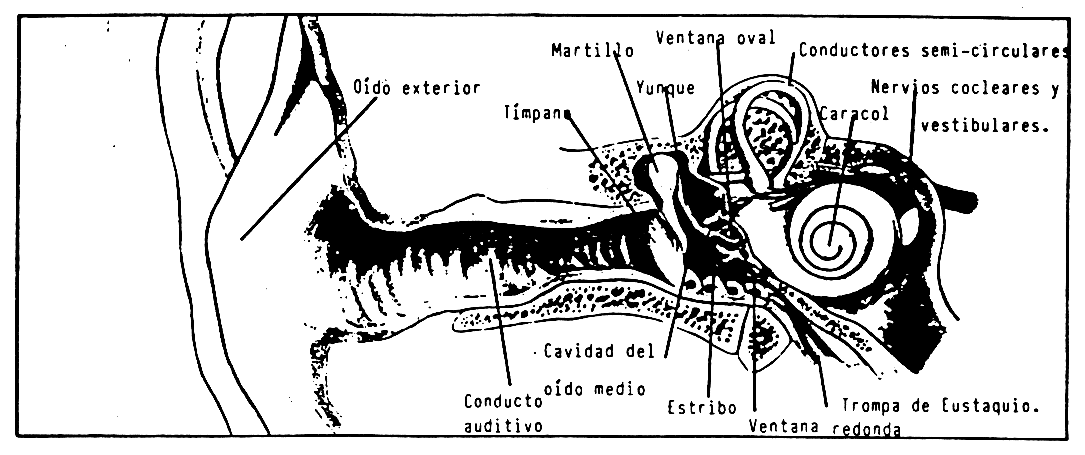 Martillo
Ventana oval
Conductores semi-circulares
Oído exterior
Yunque
Nervios cocleares y
vestibulares.
Tímpano
Caracol
Cavidad del
oído medio
Conducto
auditivo
Estribo
Ventana redonda
Trompa de Eustaquio.